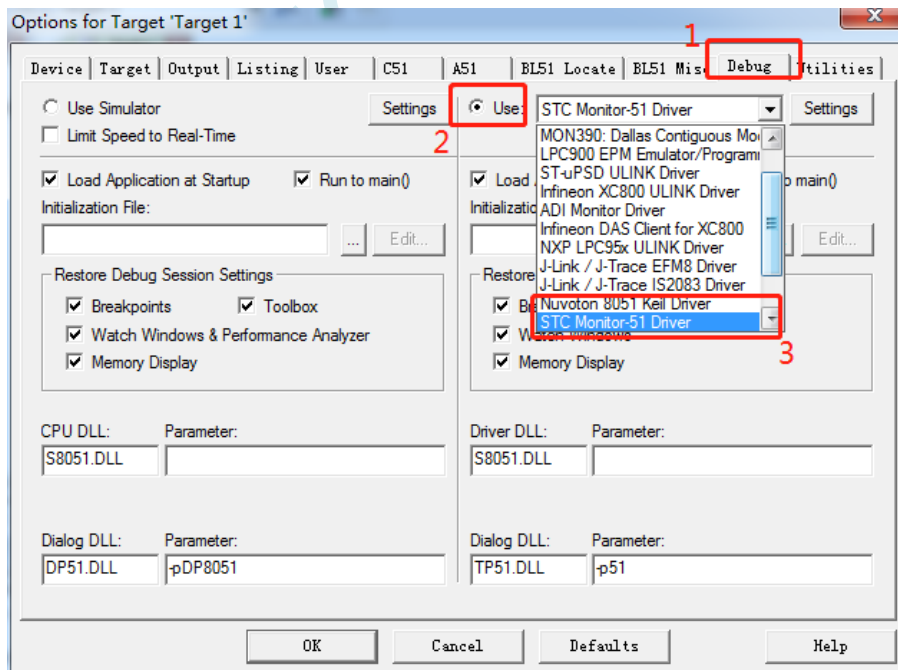 Options for Target 'Target 1'
1
Device Target Output Listing User C51 A51 BL51 Locate BL51 Misc Debug Utilities
Use Simulator Settings Use: STC Monitor-51 Driver Settings
2
Limit Speed to Real-Time
MON390: Dallas Contiguous Mo
LPC900 EPM Emulator/Program
ST-uPSD ULINK Driver
Load Application at Startup Run to main() Load main()
Infineon XC800 ULINK Driver
Initialization File:
ADI Monitor Driver
Infineon DAS Client for XC800
... Edit... Edit...
NXP LPC95x ULINK Driver
J-Link / J-Trace EFM8 Driver
Restore Debug Session Settings Restore
J-Link / J-Trace IS2083 Driver
Breakpoints Toolbox
Nuvoton 8051 Keil Driver
STC Monitor-51 Driver
Watch Windows & Performance Analyzer Watch Windows
3
Memory Display Memory Display
CPU DLL: Parameter: Driver DLL: Parameter:
S8051.DLL S8051.DLL
Dialog DLL: Parameter: Dialog DLL: Parameter:
DP51.DLL -pDP8051 TP51.DLL -p51
OK Cancel Defaults Help